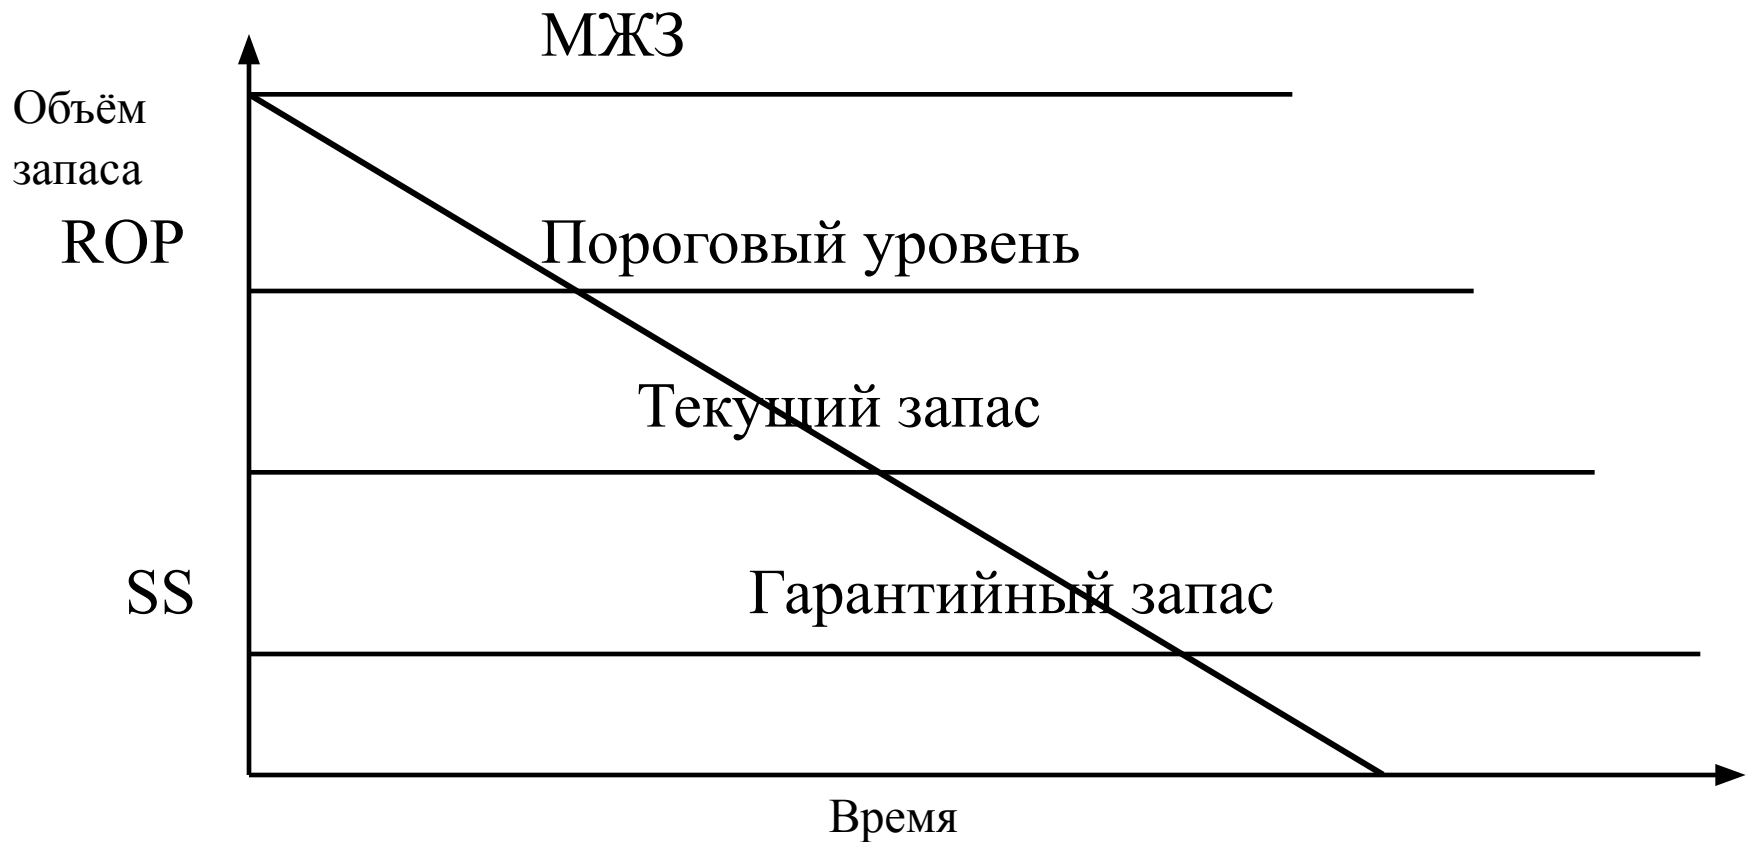 МЖЗ
Объём
запаса
ROP
Пороговый уровень
Текущий запас
SS
Гарантийный запас
Время